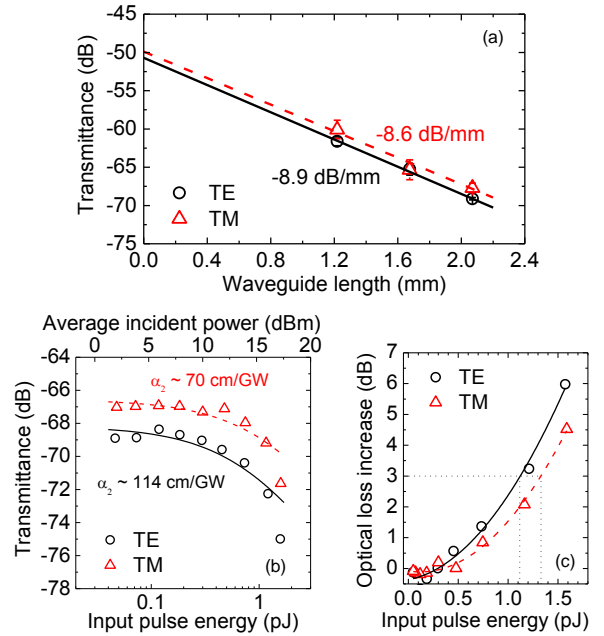 (a)
-45
-50
-55
-60
-65
-70
-75
Transmittance (dB)
-8.6 dB/mm
-8.9 dB/mm
TE
TM
0.0 0.4 0.8 1.2 1.6 2.0 2.4
Waveguide length (mm)
Average incident power (dBm)
0 5 10 15 20
-64
-66
-68
-70
-72
-74
-76
-78
Transmittance (dB)
α₂ ~ 70 cm/GW
α₂ ~ 114 cm/GW
TE
TM
(b)
0.1 1
Input pulse energy (pJ)
7
6
5
4
3
2
1
0
Optical loss increase (dB)
TE
TM
(c)
0.0 0.5 1.0 1.5
Input pulse energy (pJ)